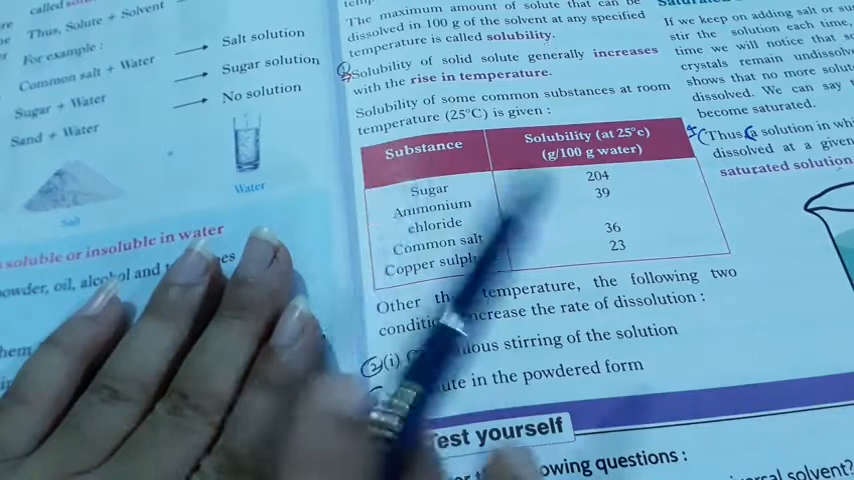 called
Thus, Solute + Solvent
For example :
Common salt + Water Salt solution
Sugar + Water Sugar solution
Sand + Water No solution
Salt
Water
soluble or insoluble in water
oil, alcohol and
The maximum amount of solute that can be
dissolved in 100 g of the solvent at any specified
temperature is called solubility.
Solubility of solid solute generally increases
with the rise in temperature.
Solubility of some common substances at room
temperature (25°C) is given :
Substance Solubility (at 25°c)
(g/100 g water)
Sugar 204
Ammonium 39
chloride
Common salt 36
Copper 23
Other temperature, the following two
increase the rate of dissolution :
(i) stirring of the solution
in the powdered form
Test yourself
questions :
solvent?
If we keep on adding salt or
stir the solution each time,
time we will notice that
crystals remain
shows that no more
dissolved. We can say
become saturated.
Thus a solution in
dissolved at a given
saturated solution